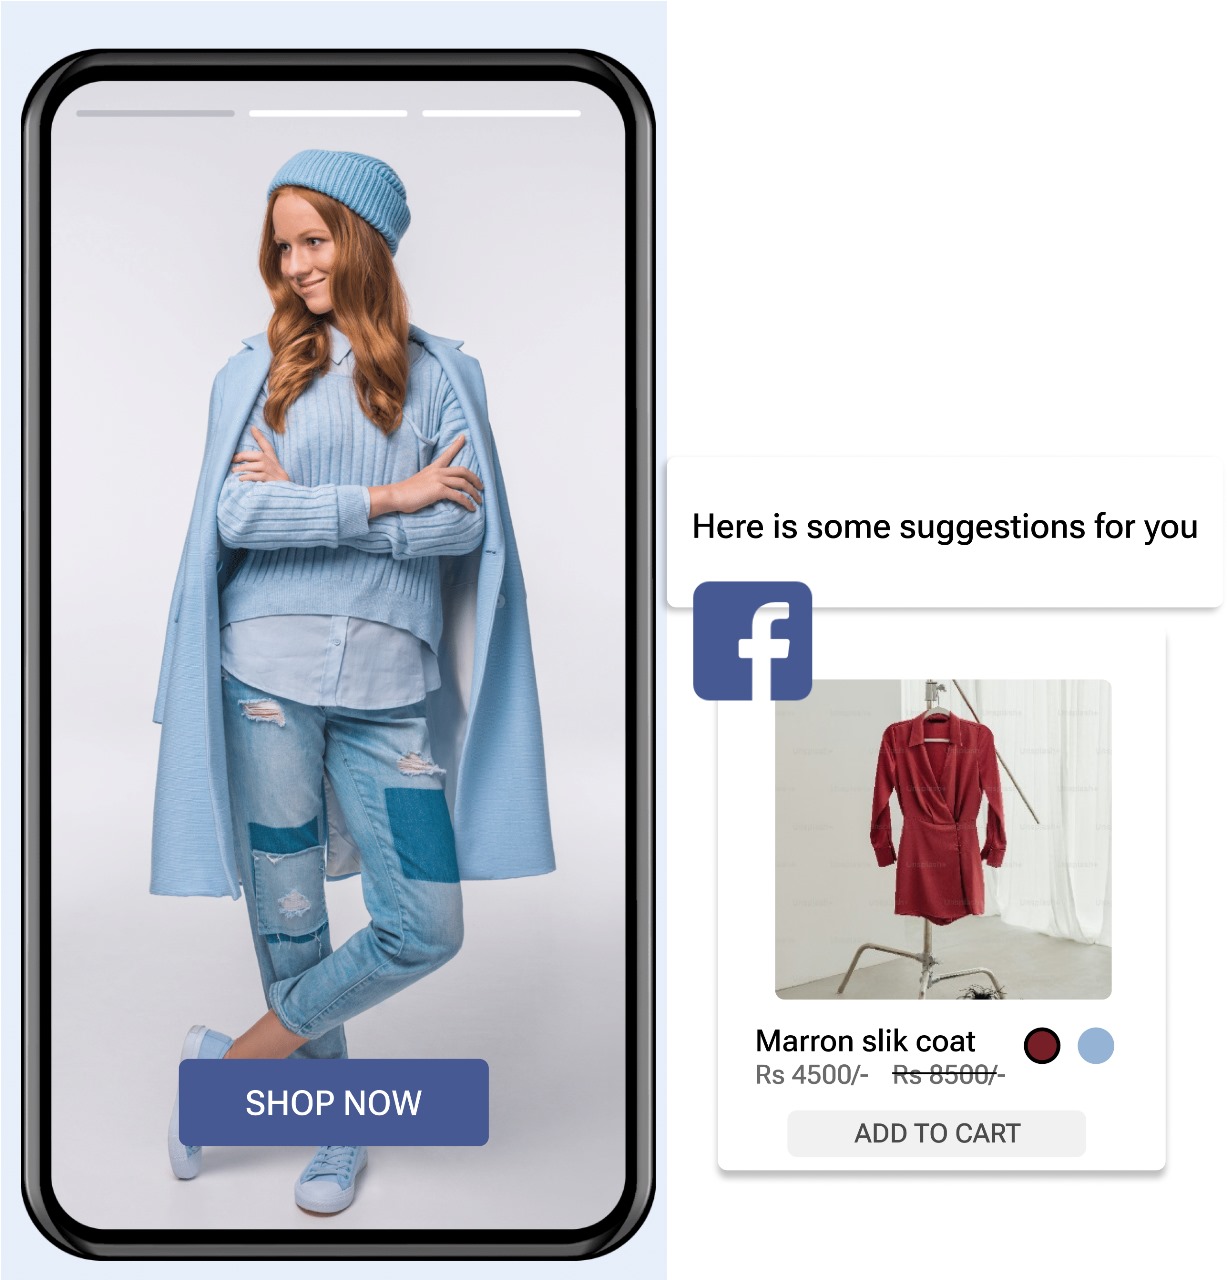 SHOP NOW
Here is some suggestions for you
Marron slik coat
Rs 4500/- Rs 8500/-
ADD TO CART